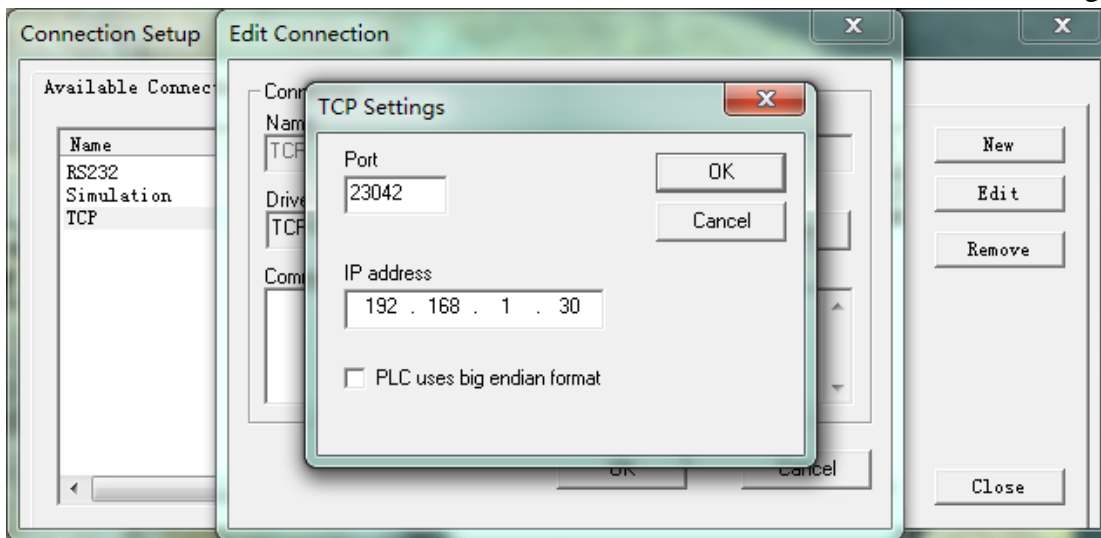 Connection Setup
Edit Connection
Available Connec
Name
RS232
Simulation
TCP
New
Edit
Remove
Close
TCP Settings
Port
23042
OK
Cancel
IP address
192 . 168 . 1 . 30
PLC uses big endian format